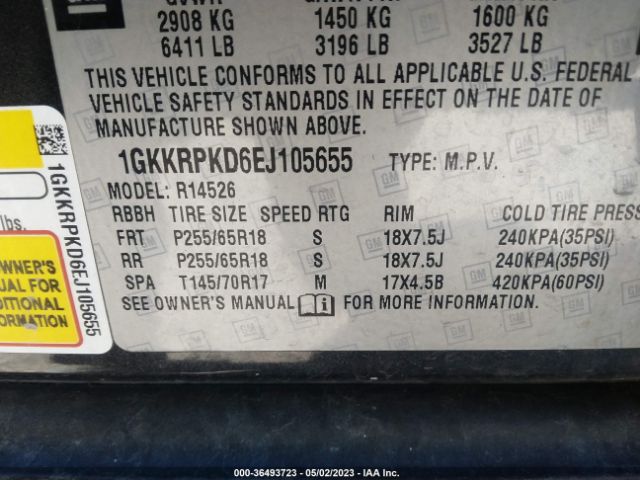 2908 KG 1450 KG 1600 KG
6411 LB 3196 LB 3527 LB
THIS VEHICLE CONFORMS TO ALL APPLICABLE U.S. FEDERAL
VEHICLE SAFETY STANDARDS IN EFFECT ON THE DATE OF
MANUFACTURE SHOWN ABOVE.
1GKKRPKD6EJ105655 TYPE: M.P.V.
MODEL: R14526
RBBH TIRE SIZE SPEED RTG RIM COLD TIRE PRESS
FRT P255/65R18 S 18X7.5J 240KPA(35PSI)
RR P255/65R18 S 18X7.5J 240KPA(35PSI)
SPA T145/70R17 M 17X4.5B 420KPA(60PSI)
SEE OWNER'S MANUAL i FOR MORE INFORMATION.
1GKKRPKD6EJ105655
lbs.
OWNER'S
UAL FOR
DITIONAL
ORMATION
000-36493723 - 05/02/2023 - IAA Inc.